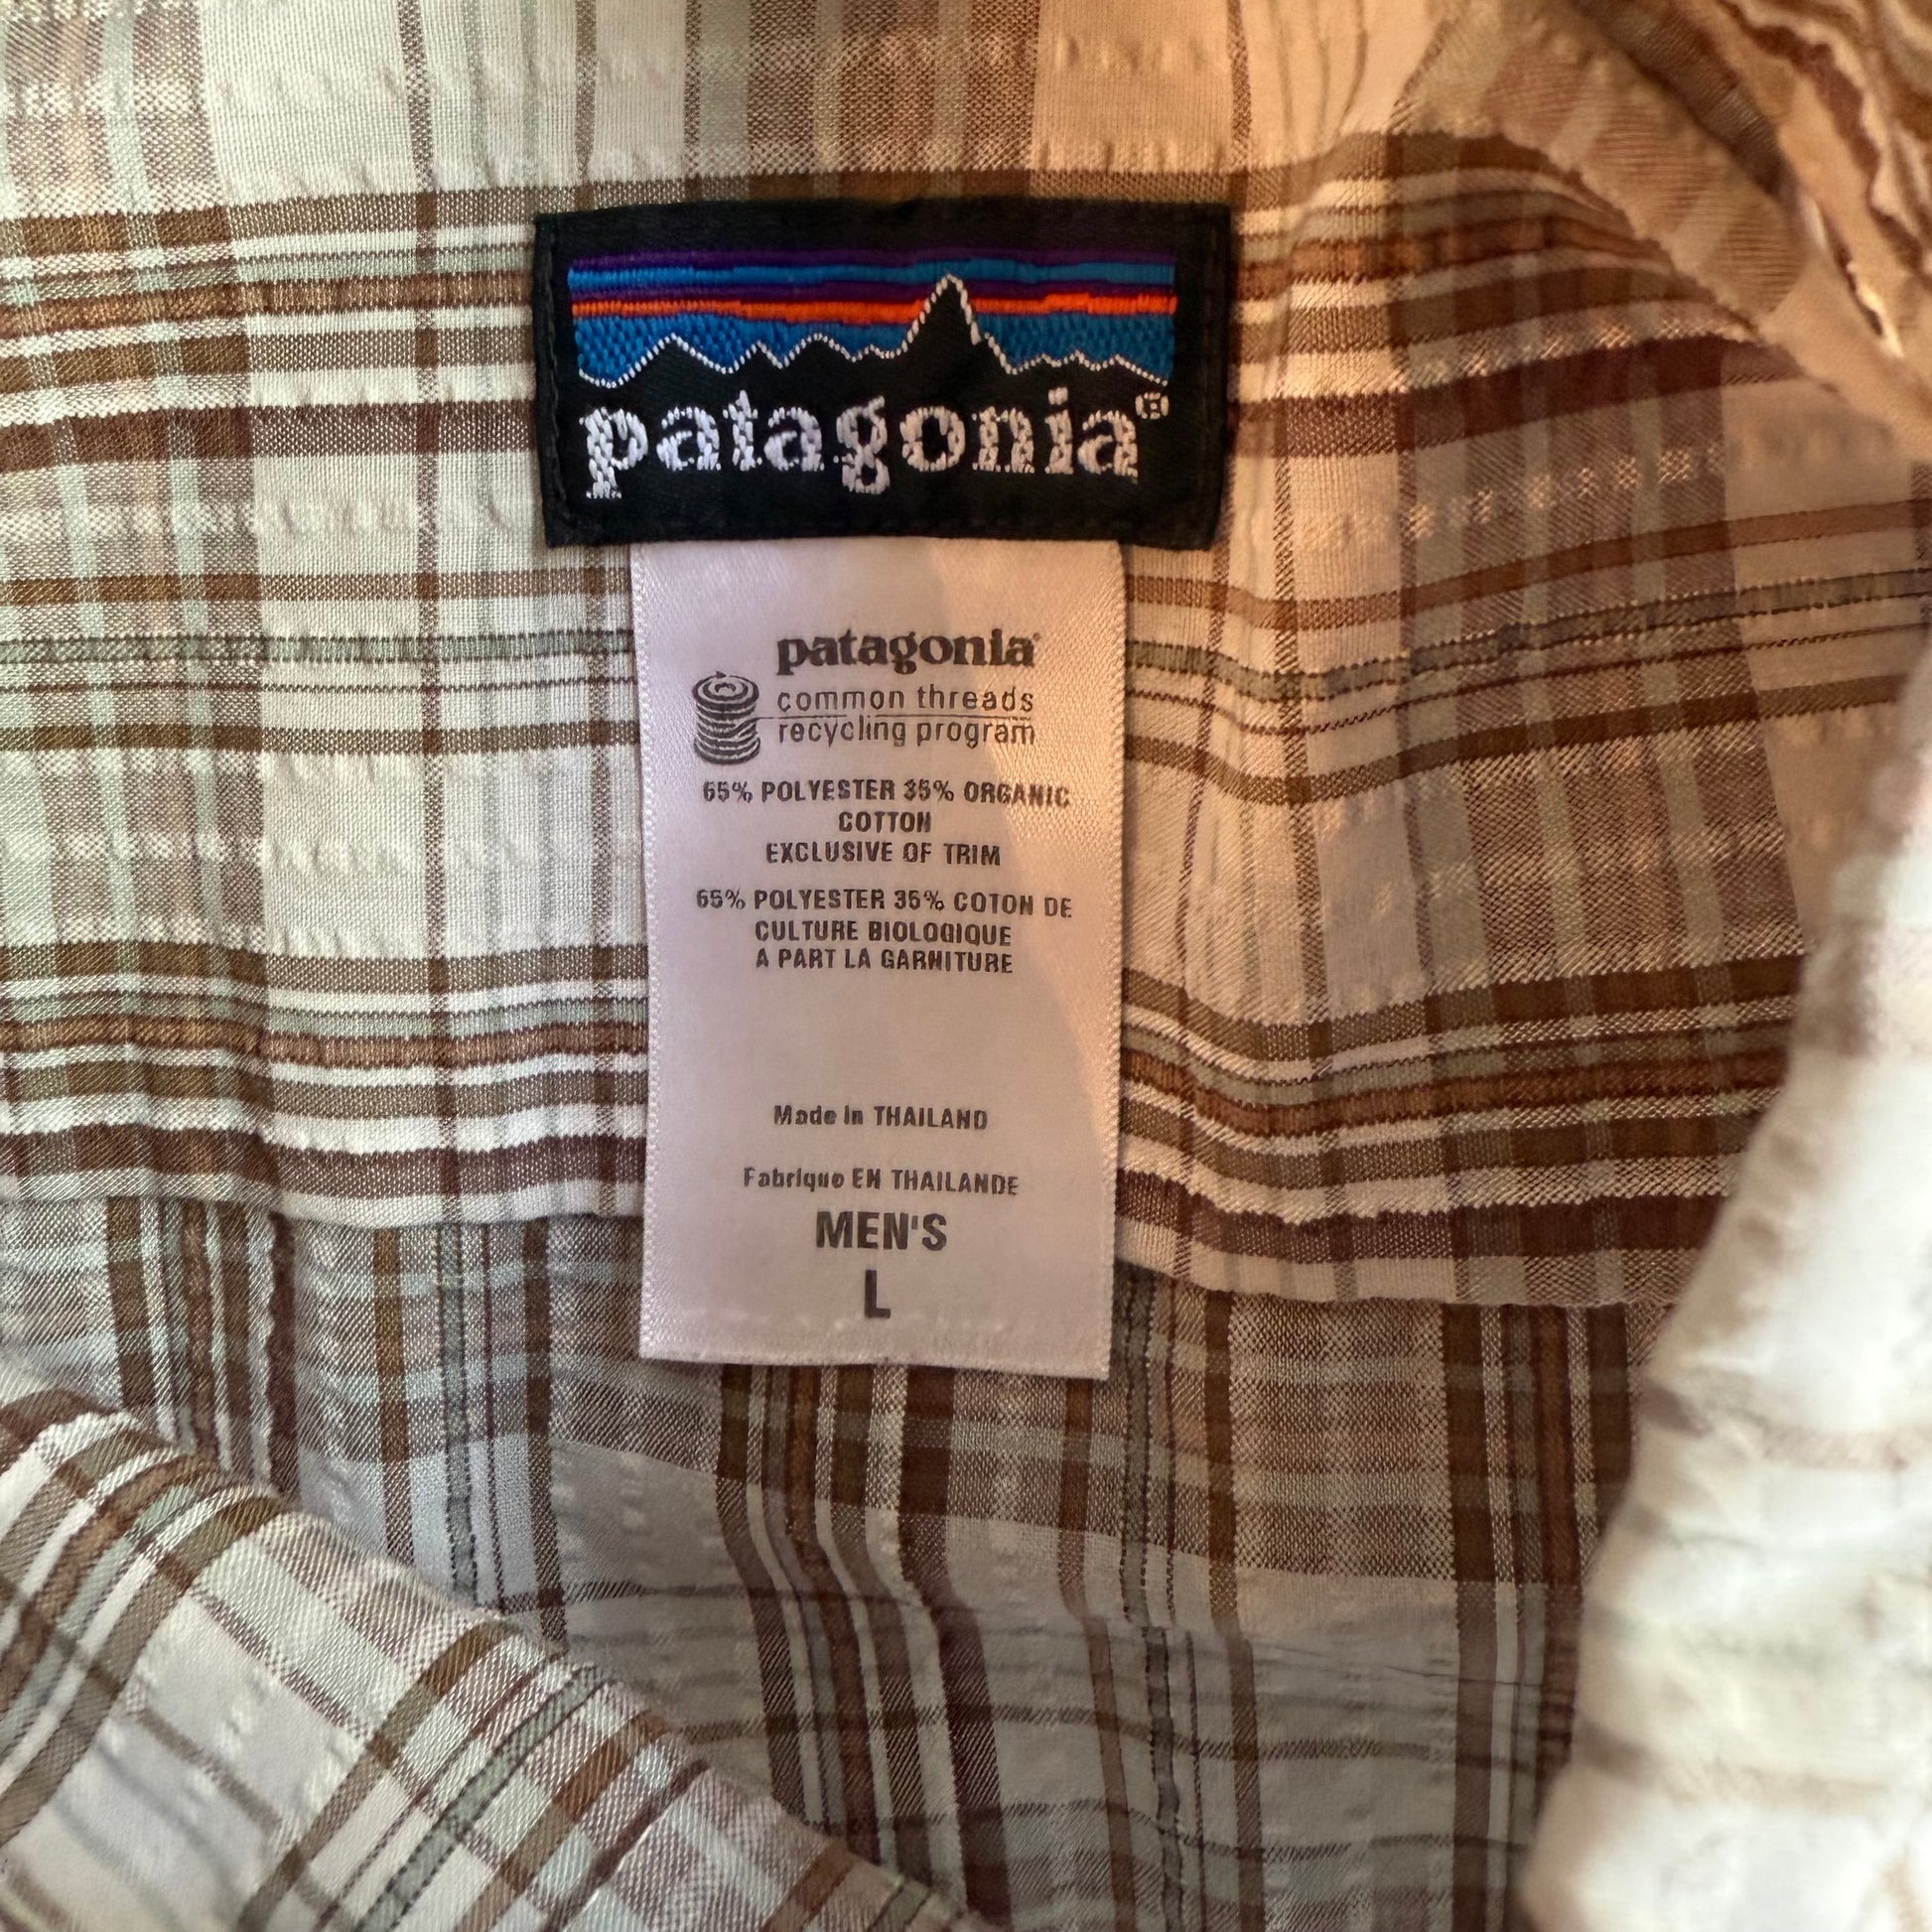 patagonia®
patagonia®
common threads
recycling program
65% POLYESTER 35% ORGANIC
COTTON
EXCLUSIVE OF TRIM
65% POLYESTER 35% COTON DE
CULTURE BIOLOGIQUE
A PART LA GARNITURE
Made in THAILAND
Fabrique EN THAILANDE
MEN'S
L